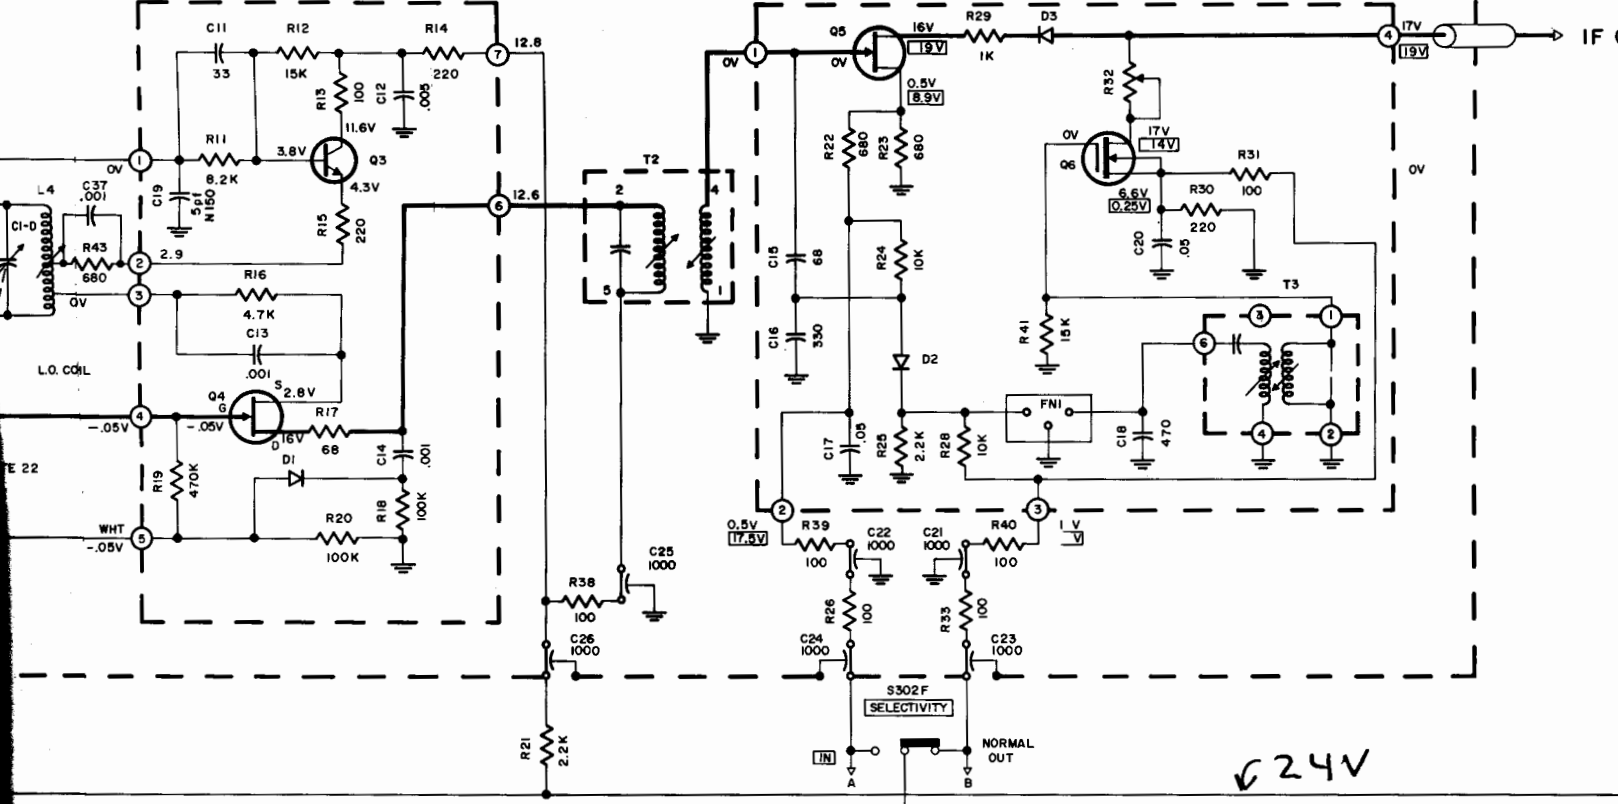 C11
33
R12
15K
R14
220
7
12.8
R13
100
C12
.005
11.6V
3.8V
Q3
4.3V
1
0V
R11
8.2K
C19
5pf
N150
R15
220
L4
C37
.001
C1-D
R43
680
2
2.9
3
0V
R16
4.7K
C13
.001
L.O. COIL
Q4
G
S
2.8V
D
16V
R17
68
4
-.05V
-.05V
C14
.001
D1
R19
470K
R18
100K
R20
100K
TE 22
WHT
-.05V
5
6
12.6
T2
2
4
5
1
R38
100
C25
1000
C26
1000
R21
2.2K
1
0V
Q5
0V
16V
19V
R29
1K
D3
4
17V
19V
IF
0.5V
8.9V
R22
680
R23
680
R32
0V
Q6
17V
14V
6.6V
0.25V
R31
100
R30
220
C20
.05
0V
C15
68
R24
10K
C16
330
D2
R41
15K
T3
3
1
6
4
2
FN1
C17
.05
R25
2.2K
R28
10K
C18
470
2
0.5V
17.5V
3
1 V
V
R39
100
C22
1000
C21
1000
R40
100
R26
100
R33
100
C24
1000
C23
1000
S302F
SELECTIVITY
IN
NORMAL
OUT
A
B
24V